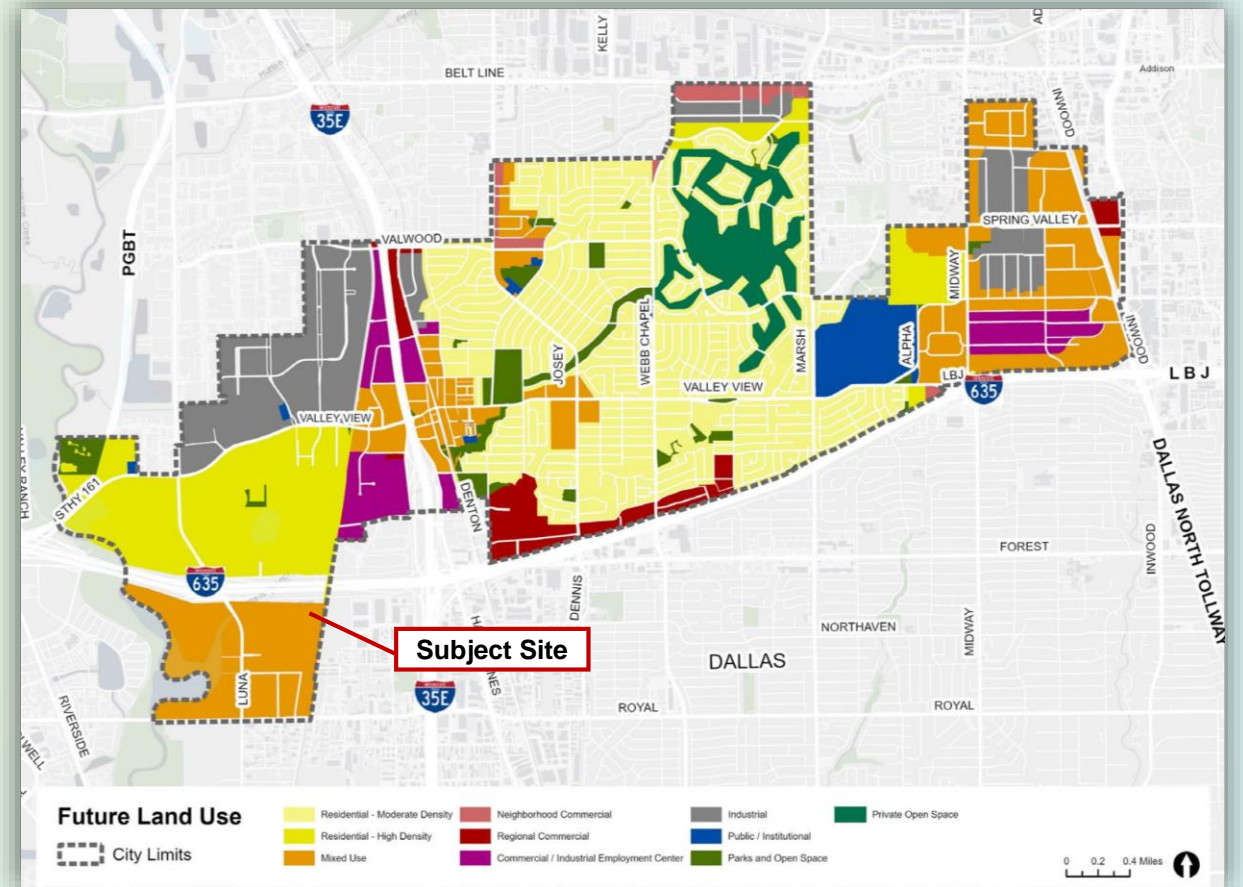 KELLY
BELT LINE
Addison
INWOOD
35E
PGBT
SPRING VALLEY
VALWOOD
MIDWAY
JOSEY
WEBB CHAPEL
MARSH
ALPHA
INWOOD
LBJ
LBJ
635
VALLEY VIEW
VALLEY VIEW
DENTON
STHY 161
DALLAS NORTH TOLLWAY
INWOOD
FOREST
635
DENNIS
NORTHAVEN
MIDWAY
Subject Site
DALLAS
LUNA
35E
ROYAL
ROYAL
RIVERSIDE
Future Land Use
City Limits
Residential - Moderate Density
Residential - High Density
Mixed Use
Neighborhood Commercial
Regional Commercial
Commercial / Industrial Employment Center
Industrial
Public / Institutional
Parks and Open Space
Private Open Space
0 0.2 0.4 Miles